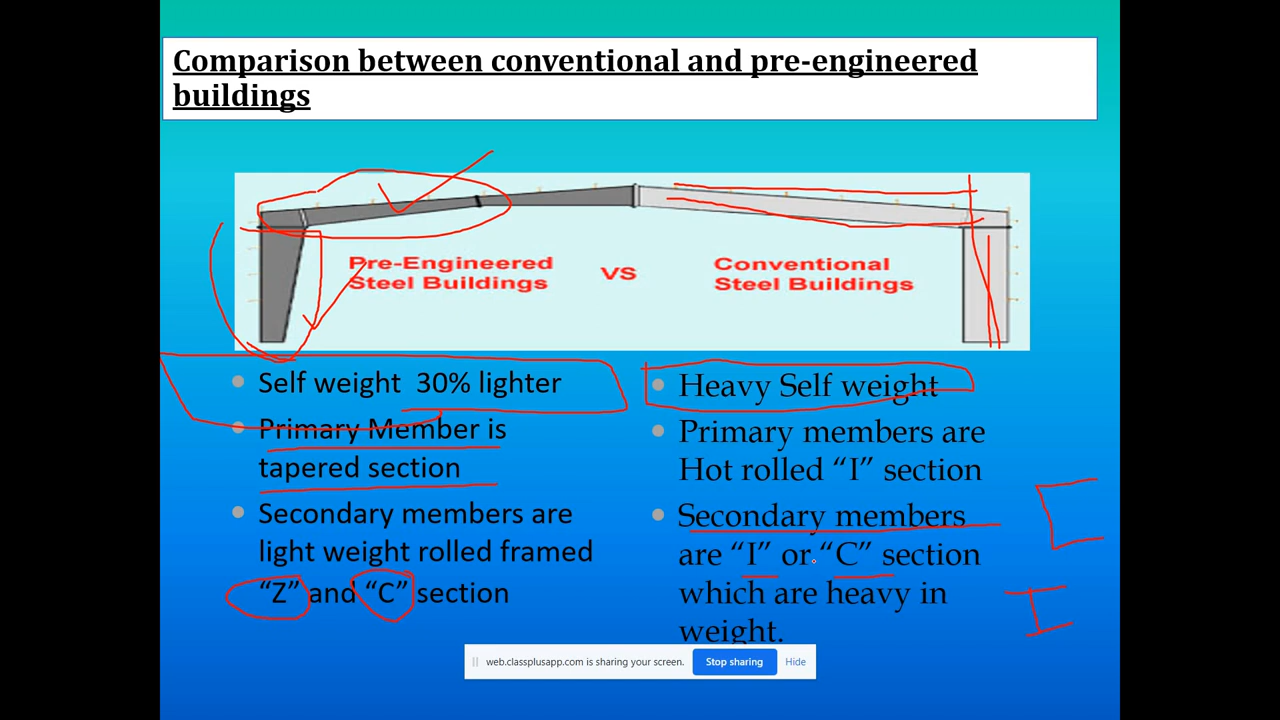 Comparison between conventional and pre-engineered
buildings
Pre-Engineered
Steel Buildings
VS
Conventional
Steel Buildings
Self weight 30% lighter
Primary Member is
tapered section
Secondary members are
light weight rolled framed
“Z” and “C” section
Heavy Self weight
Primary members are
Hot rolled “I” section
Secondary members
are “I” or “C” section
which are heavy in
weight.
web.classplusapp.com is sharing your screen.
Stop sharing
Hide